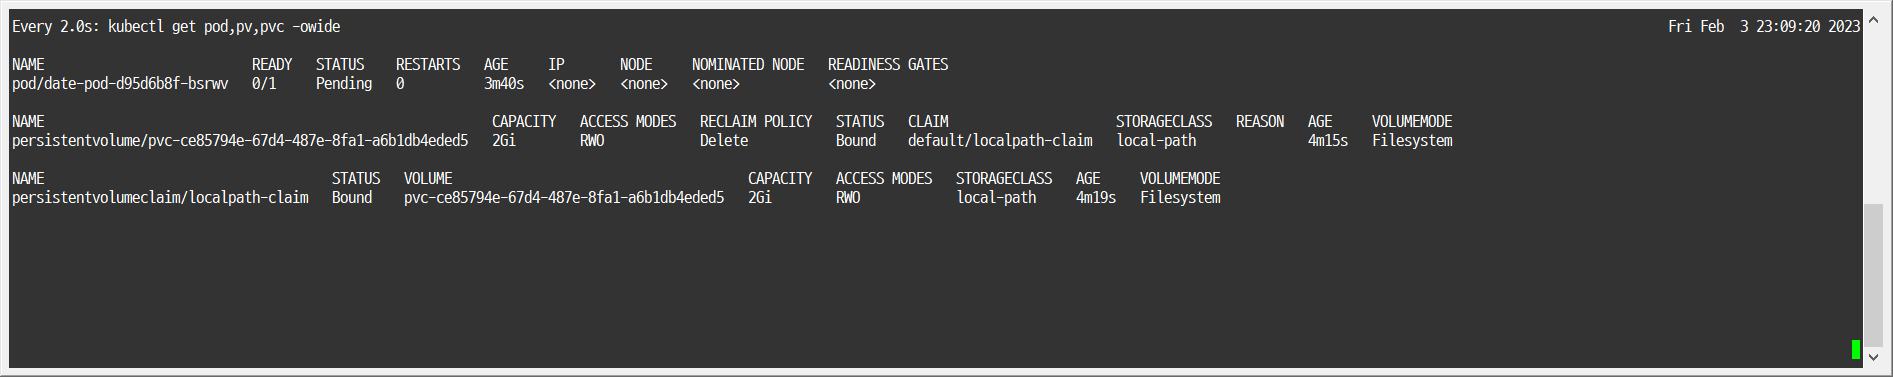 Every 2.0s: kubectl get pod,pv,pvc -owide Fri Feb 3 23:09:20 2023
NAME READY STATUS RESTARTS AGE IP NODE NOMINATED NODE READINESS GATES
pod/date-pod-d95d6b8f-bsrwv 0/1 Pending 0 3m40s <none> <none> <none> <none>
NAME CAPACITY ACCESS MODES RECLAIM POLICY STATUS CLAIM STORAGECLASS REASON AGE VOLUMEMODE
persistentvolume/pvc-ce85794e-67d4-487e-8fa1-a6b1db4eded5 2Gi RWO Delete Bound default/localpath-claim local-path 4m15s Filesystem
NAME STATUS VOLUME CAPACITY ACCESS MODES STORAGECLASS AGE VOLUMEMODE
persistentvolumeclaim/localpath-claim Bound pvc-ce85794e-67d4-487e-8fa1-a6b1db4eded5 2Gi RWO local-path 4m19s Filesystem